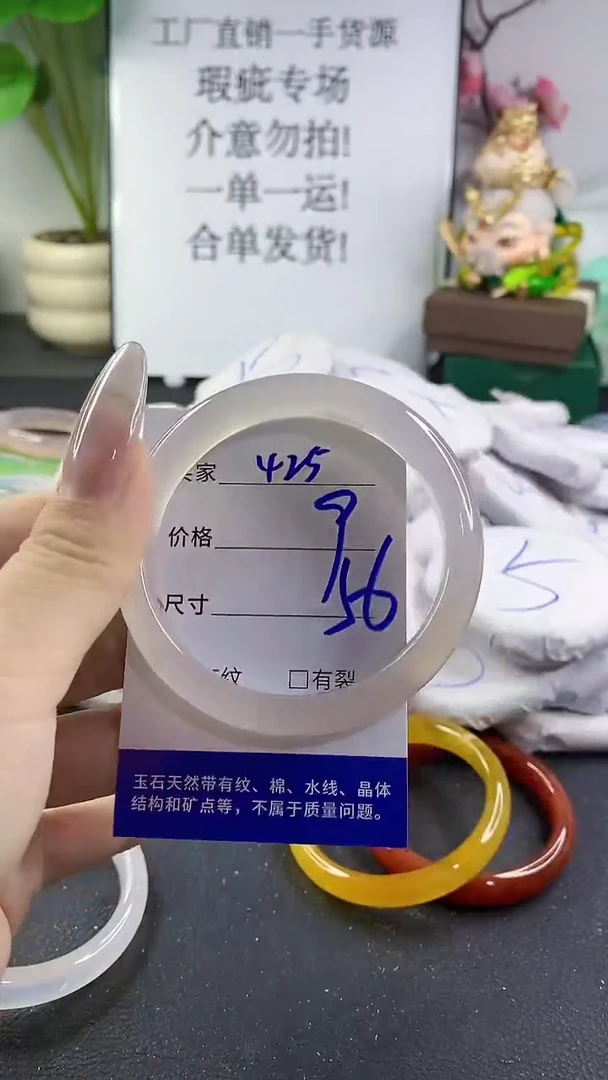 工厂直销一手货源
瑕疵专场
介意勿拍!
一单一运!
合单发货!
家 425
价格
尺寸 56
纹 □有裂
玉石天然带有纹、棉、水线、晶体
结构和矿点等，不属于质量问题。
5